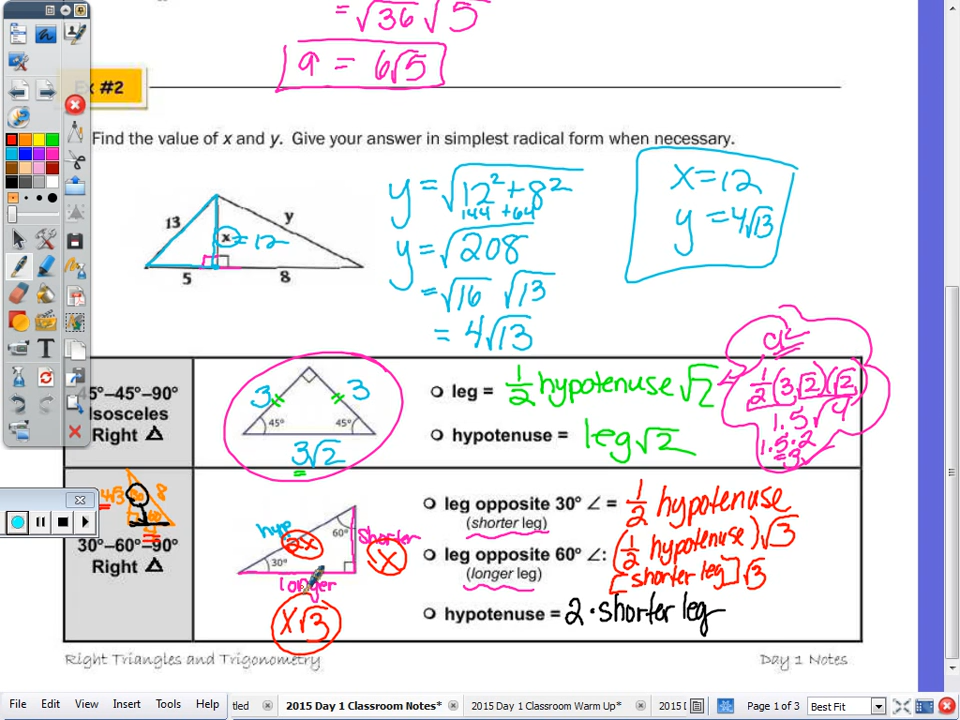 = √36 √5
a = 6√5
Ex #2
Find the value of x and y. Give your answer in simplest radical form when necessary.
13
x = 12
y
5
8
y = √12² + 8²
144 + 64
y = √208
= √16 √13
= 4√13
x = 12
y = 4√13
45°–45°–90°
Isosceles
Right △
3
3
45°
45°
3√2
leg = 1/2 hypotenuse √2
hypotenuse = leg√2
1/2 (3√2)(√2)
1.5 √4
1.5 · 2
= 3
4√3
8
30°–60°–90°
Right △
hyp
2x
60°
30°
shorter
x
longer
x√3
leg opposite 30° ∠ = 1/2 hypotenuse
(shorter leg)
(1/2 hypotenuse)√3
leg opposite 60° ∠:
[shorter leg]√3
(longer leg)
hypotenuse = 2 · shorter leg
Right Triangles and Trigonometry
Day 1 Notes
File Edit View Insert Tools Help
tled
2015 Day 1 Classroom Notes*
2015 Day 1 Classroom Warm Up*
2015 D
Page 1 of 3
Best Fit